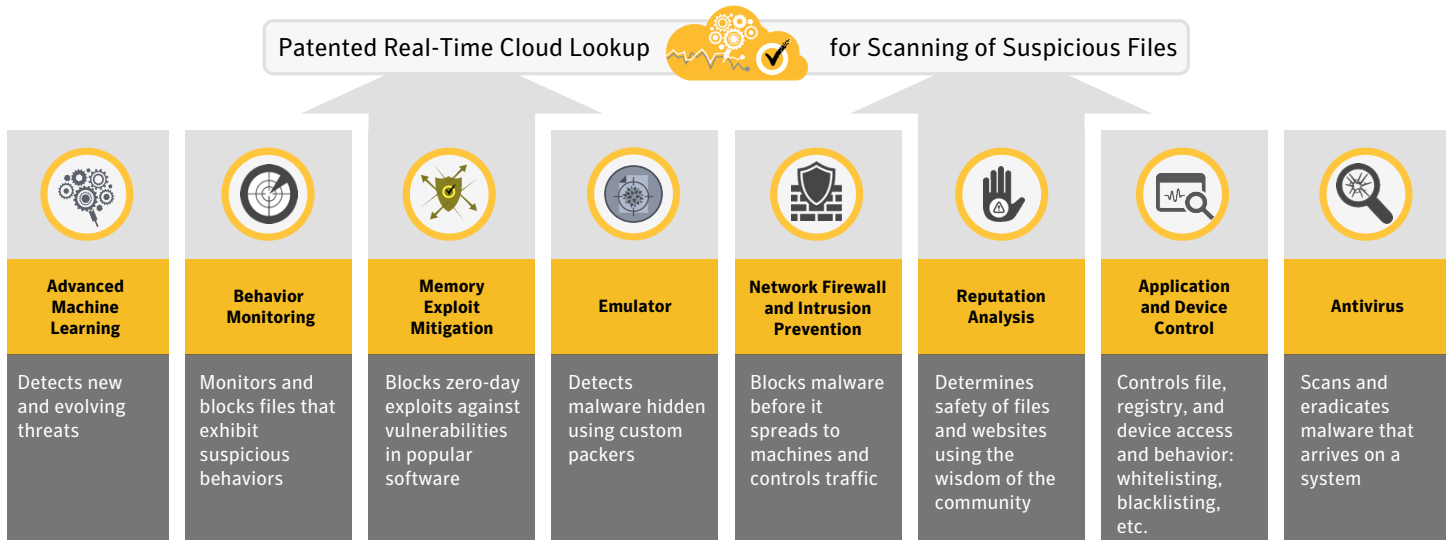 Patented Real-Time Cloud Lookup for Scanning of Suspicious Files
Advanced
Machine
Learning
Detects new
and evolving
threats
Behavior
Monitoring
Monitors and
blocks files that
exhibit
suspicious
behaviors
Memory
Exploit
Mitigation
Blocks zero-day
exploits against
vulnerabilities
in popular
software
Emulator
Detects
malware hidden
using custom
packers
Network Firewall
and Intrusion
Prevention
Blocks malware
before it
spreads to
machines and
controls traffic
Reputation
Analysis
Determines
safety of files
and websites
using the
wisdom of the
community
Application
and Device
Control
Controls file,
registry, and
device access
and behavior:
whitelisting,
blacklisting,
etc.
Antivirus
Scans and
eradicates
malware that
arrives on a
system